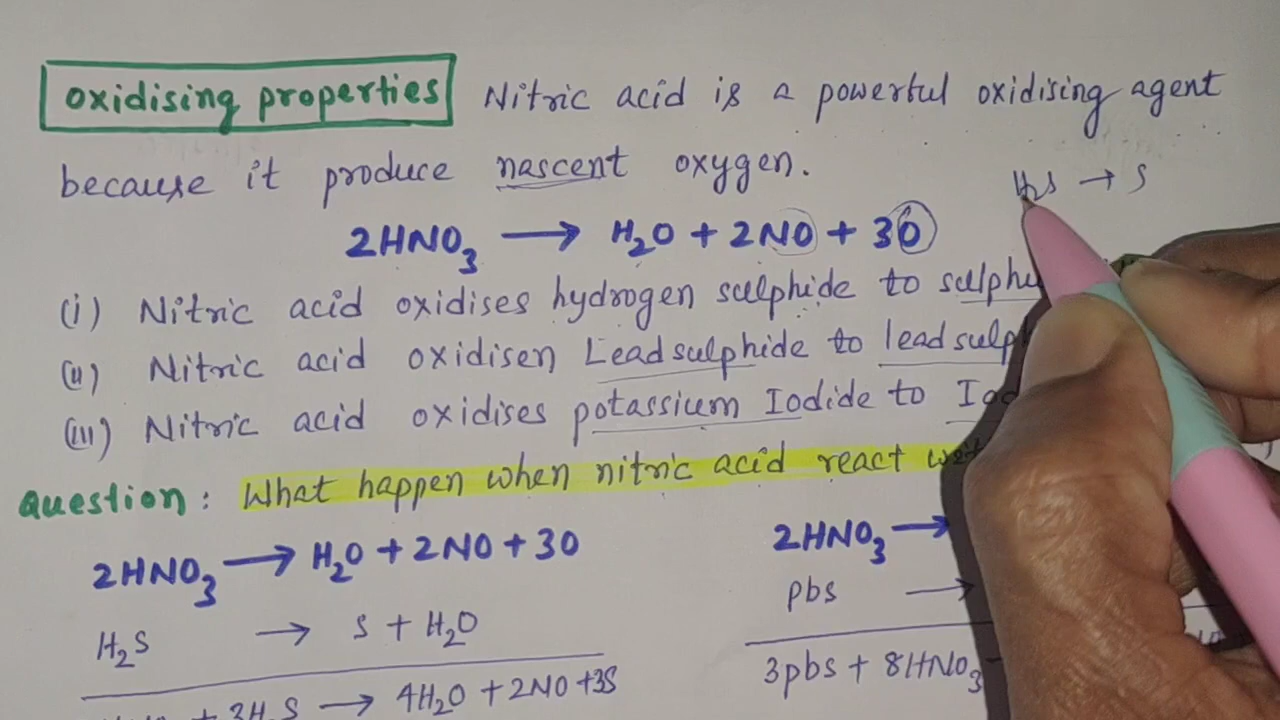 oxidising properties Nitric acid is a powerful oxidising agent
because it produce nascent oxygen.
H₂S → S
2HNO₃ → H₂O + 2NO + 3O
(i) Nitric acid oxidises hydrogen sulphide to
(ii) Nitric acid oxidisen Leadsulphide to
(iii) Nitric acid oxidises potassium Iodide to
Question: What happen when nitric acid react
2HNO₃ → H₂O + 2NO + 3O
H₂S → S + H₂O
+ 3H₂S → 4H₂O + 2NO + 3S
2HNO₃ →
pbs →
3pbs + 8HNO₃